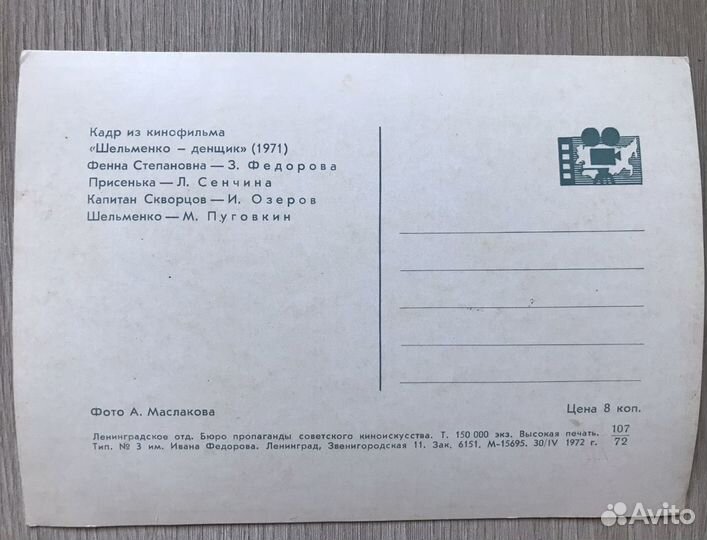 Кадр из кинофильма
«Шельменко – денщик» (1971)
Фенна Степановна — З. Федорова
Присенька — Л. Сенчина
Капитан Скворцов — И. Озеров
Шельменко — М. Пуговкин
Фото А. Маслакова
Цена 8 коп.
Ленинградское отд. Бюро пропаганды советского киноискусства. Т. 150 000 экз. Высокая печать.
Тип. № 3 им. Ивана Федорова. Ленинград, Звенигородская 11. Зак. 6151, М-15695. 30/IV 1972 г.
107/72
Avito